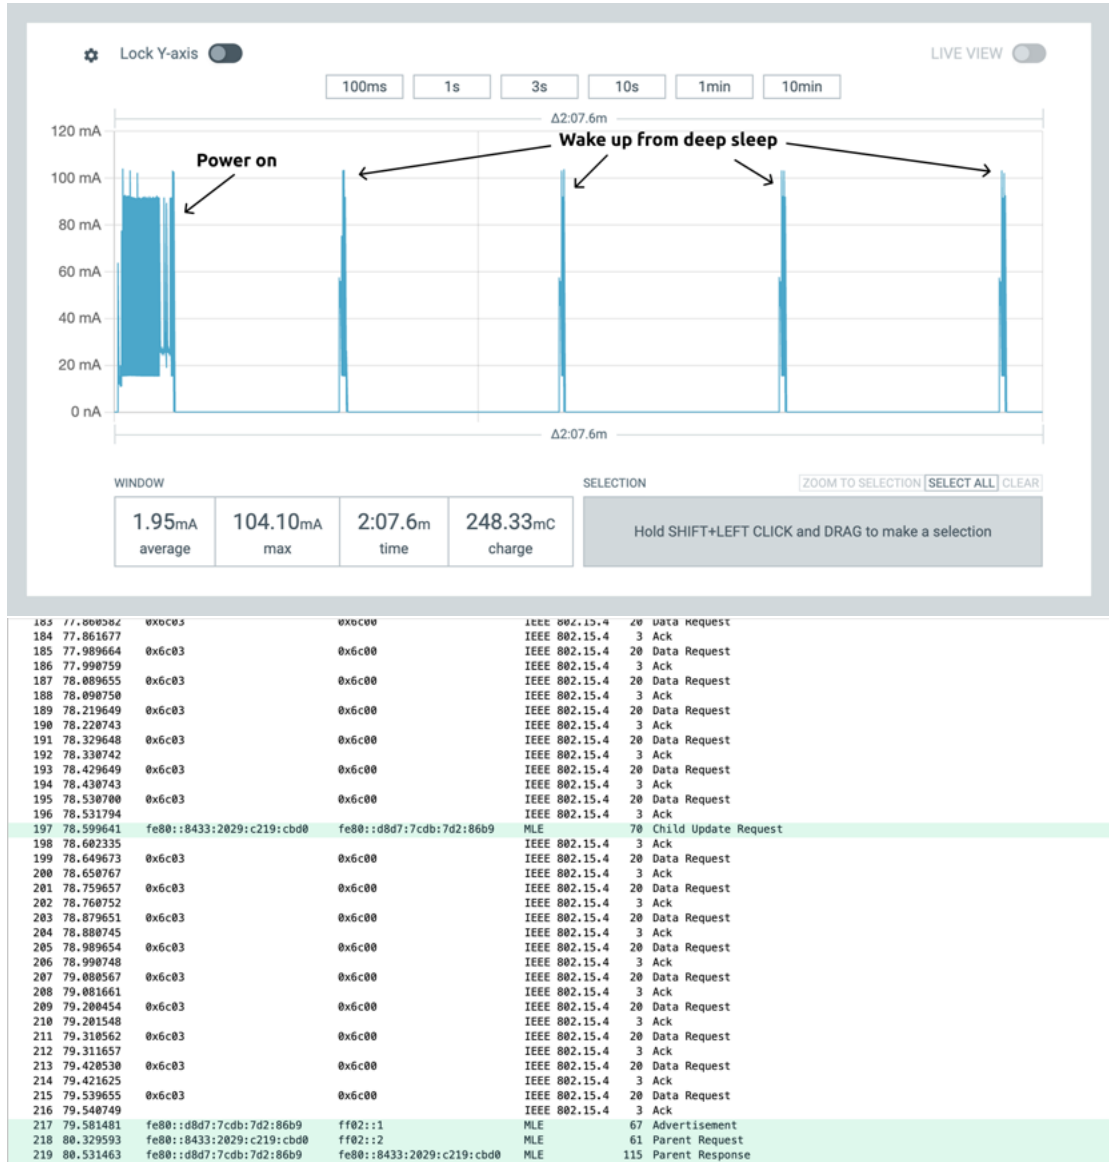 Lock Y-axis LIVE VIEW
100ms 1s 3s 10s 1min 10min
Δ2:07.6m
120 mA
Wake up from deep sleep
Power on
100 mA
80 mA
60 mA
40 mA
20 mA
0 nA
Δ2:07.6m
WINDOW SELECTION ZOOM TO SELECTION SELECT ALL CLEAR
1.95mA 104.10mA 2:07.6m 248.33mC
average max time charge
Hold SHIFT+LEFT CLICK and DRAG to make a selection
183 77.860582 0x6c03 0x6c00 IEEE 802.15.4 20 Data Request
184 77.861677 IEEE 802.15.4 3 Ack
185 77.989664 0x6c03 0x6c00 IEEE 802.15.4 20 Data Request
186 77.990759 IEEE 802.15.4 3 Ack
187 78.089655 0x6c03 0x6c00 IEEE 802.15.4 20 Data Request
188 78.090750 IEEE 802.15.4 3 Ack
189 78.219649 0x6c03 0x6c00 IEEE 802.15.4 20 Data Request
190 78.220743 IEEE 802.15.4 3 Ack
191 78.329648 0x6c03 0x6c00 IEEE 802.15.4 20 Data Request
192 78.330742 IEEE 802.15.4 3 Ack
193 78.429649 0x6c03 0x6c00 IEEE 802.15.4 20 Data Request
194 78.430743 IEEE 802.15.4 3 Ack
195 78.530700 0x6c03 0x6c00 IEEE 802.15.4 20 Data Request
196 78.531794 IEEE 802.15.4 3 Ack
197 78.599641 fe80::8433:2029:c219:cbd0 fe80::d8d7:7cdb:7d2:86b9 MLE 70 Child Update Request
198 78.602335 IEEE 802.15.4 3 Ack
199 78.649673 0x6c03 0x6c00 IEEE 802.15.4 20 Data Request
200 78.650767 IEEE 802.15.4 3 Ack
201 78.759657 0x6c03 0x6c00 IEEE 802.15.4 20 Data Request
202 78.760752 IEEE 802.15.4 3 Ack
203 78.879651 0x6c03 0x6c00 IEEE 802.15.4 20 Data Request
204 78.880745 IEEE 802.15.4 3 Ack
205 78.989654 0x6c03 0x6c00 IEEE 802.15.4 20 Data Request
206 78.990748 IEEE 802.15.4 3 Ack
207 79.080567 0x6c03 0x6c00 IEEE 802.15.4 20 Data Request
208 79.081661 IEEE 802.15.4 3 Ack
209 79.200454 0x6c03 0x6c00 IEEE 802.15.4 20 Data Request
210 79.201548 IEEE 802.15.4 3 Ack
211 79.310562 0x6c03 0x6c00 IEEE 802.15.4 20 Data Request
212 79.311657 IEEE 802.15.4 3 Ack
213 79.420530 0x6c03 0x6c00 IEEE 802.15.4 20 Data Request
214 79.421625 IEEE 802.15.4 3 Ack
215 79.539655 0x6c03 0x6c00 IEEE 802.15.4 20 Data Request
216 79.540749 IEEE 802.15.4 3 Ack
217 79.581481 fe80::d8d7:7cdb:7d2:86b9 ff02::1 MLE 67 Advertisement
218 80.329593 fe80::8433:2029:c219:cbd0 ff02::2 MLE 61 Parent Request
219 80.531463 fe80::d8d7:7cdb:7d2:86b9 fe80::8433:2029:c219:cbd0 MLE 115 Parent Response